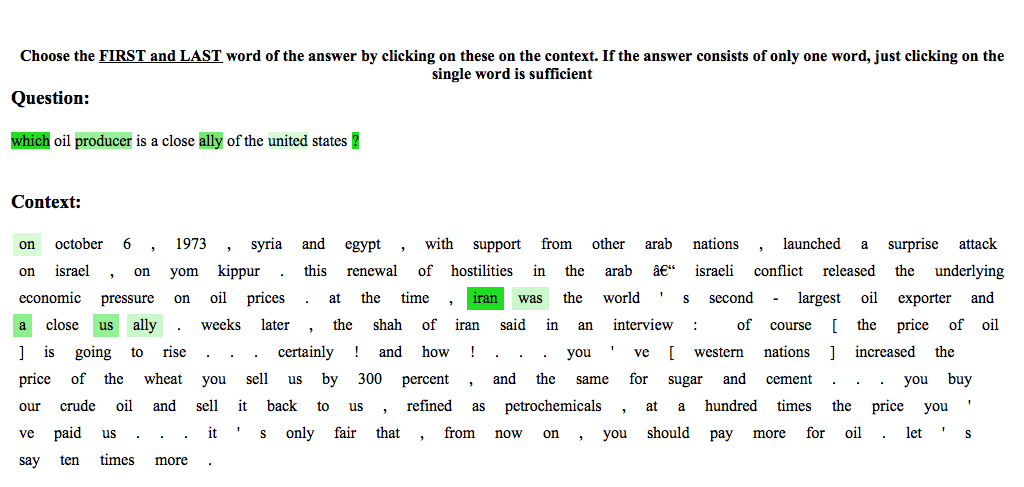 Choose the FIRST and LAST word of the answer by clicking on these on the context. If the answer consists of only one word, just clicking on the
single word is sufficient
Question:
which oil producer is a close ally of the united states ?
Context:
on october 6 , 1973 , syria and egypt , with support from other arab nations , launched a surprise attack
on israel , on yom kippur . this renewal of hostilities in the arab â€“ israeli conflict released the underlying
economic pressure on oil prices . at the time , iran was the world ' s second - largest oil exporter and
a close us ally . weeks later , the shah of iran said in an interview : of course [ the price of oil
] is going to rise . . . certainly ! and how ! . . . you ' ve [ western nations ] increased the
price of the wheat you sell us by 300 percent , and the same for sugar and cement . . . you buy
our crude oil and sell it back to us , refined as petrochemicals , at a hundred times the price you '
ve paid us . . . it ' s only fair that , from now on , you should pay more for oil . let ' s
say ten times more .